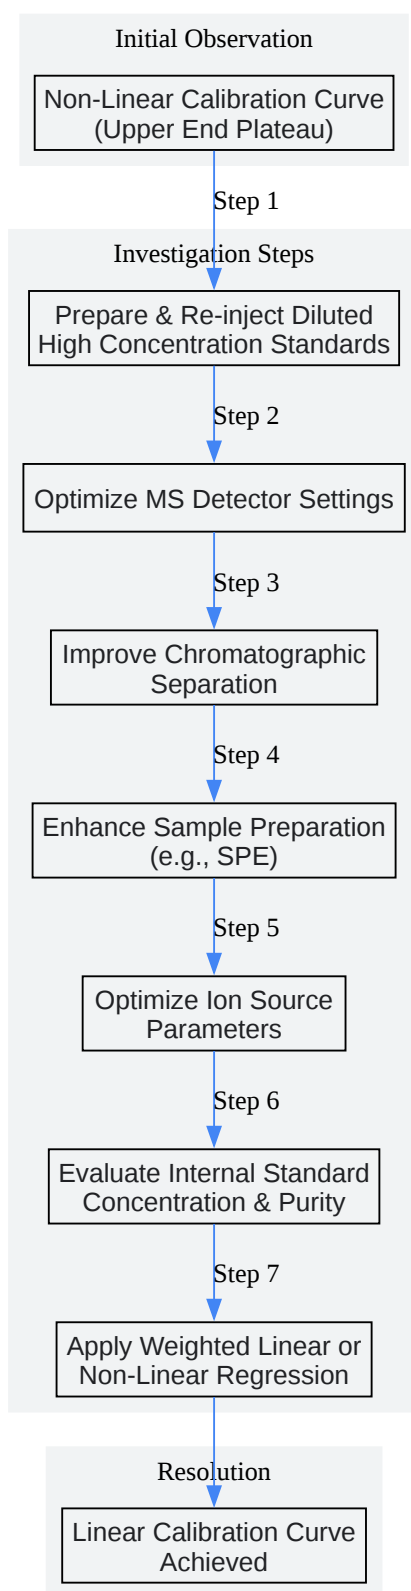 Initial Observation
Non-Linear Calibration Curve
(Upper End Plateau)
Step 1
Investigation Steps
Prepare & Re-inject Diluted
High Concentration Standards
Step 2
Optimize MS Detector Settings
Step 3
Improve Chromatographic
Separation
Step 4
Enhance Sample Preparation
(e.g., SPE)
Step 5
Optimize Ion Source
Parameters
Step 6
Evaluate Internal Standard
Concentration & Purity
Step 7
Apply Weighted Linear or
Non-Linear Regression
Resolution
Linear Calibration Curve
Achieved